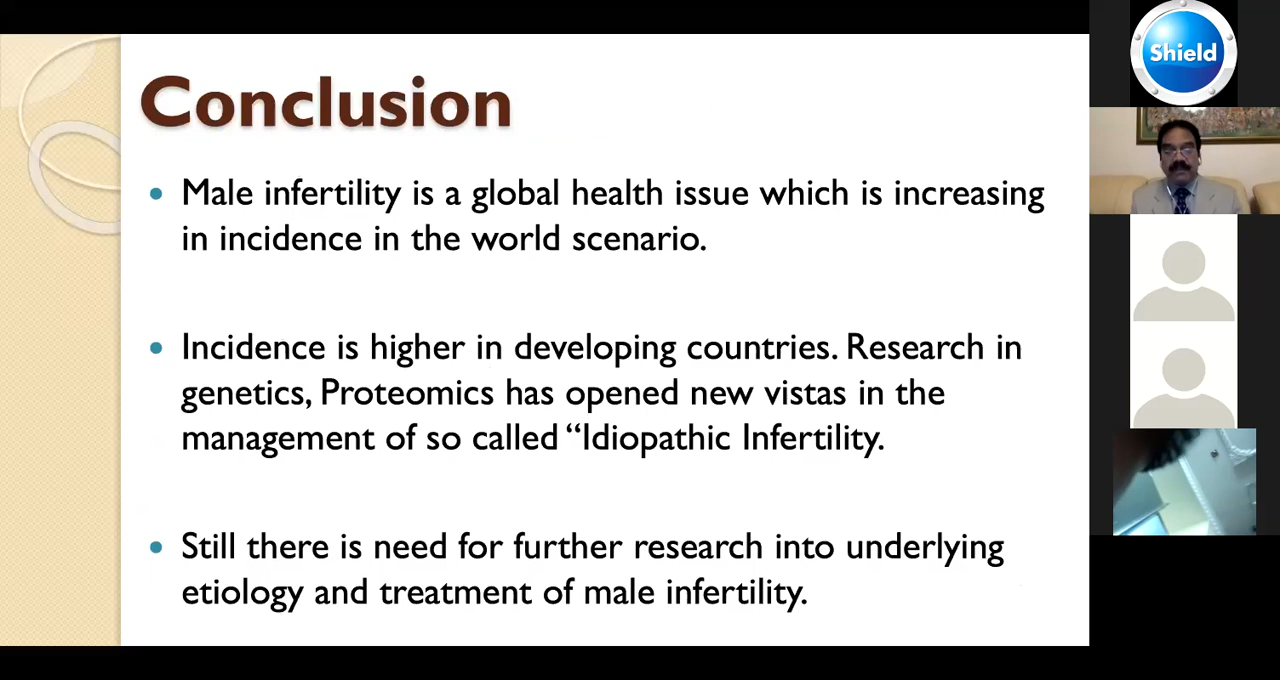 Conclusion
• Male infertility is a global health issue which is increasing
in incidence in the world scenario.
• Incidence is higher in developing countries. Research in
genetics, Proteomics has opened new vistas in the
management of so called “Idiopathic Infertility.
• Still there is need for further research into underlying
etiology and treatment of male infertility.
Shield